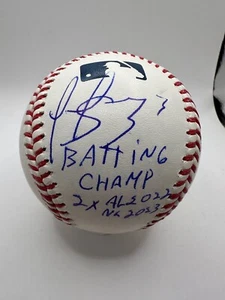 BATTING
CHAMP
2X AL 2022
NL 2023